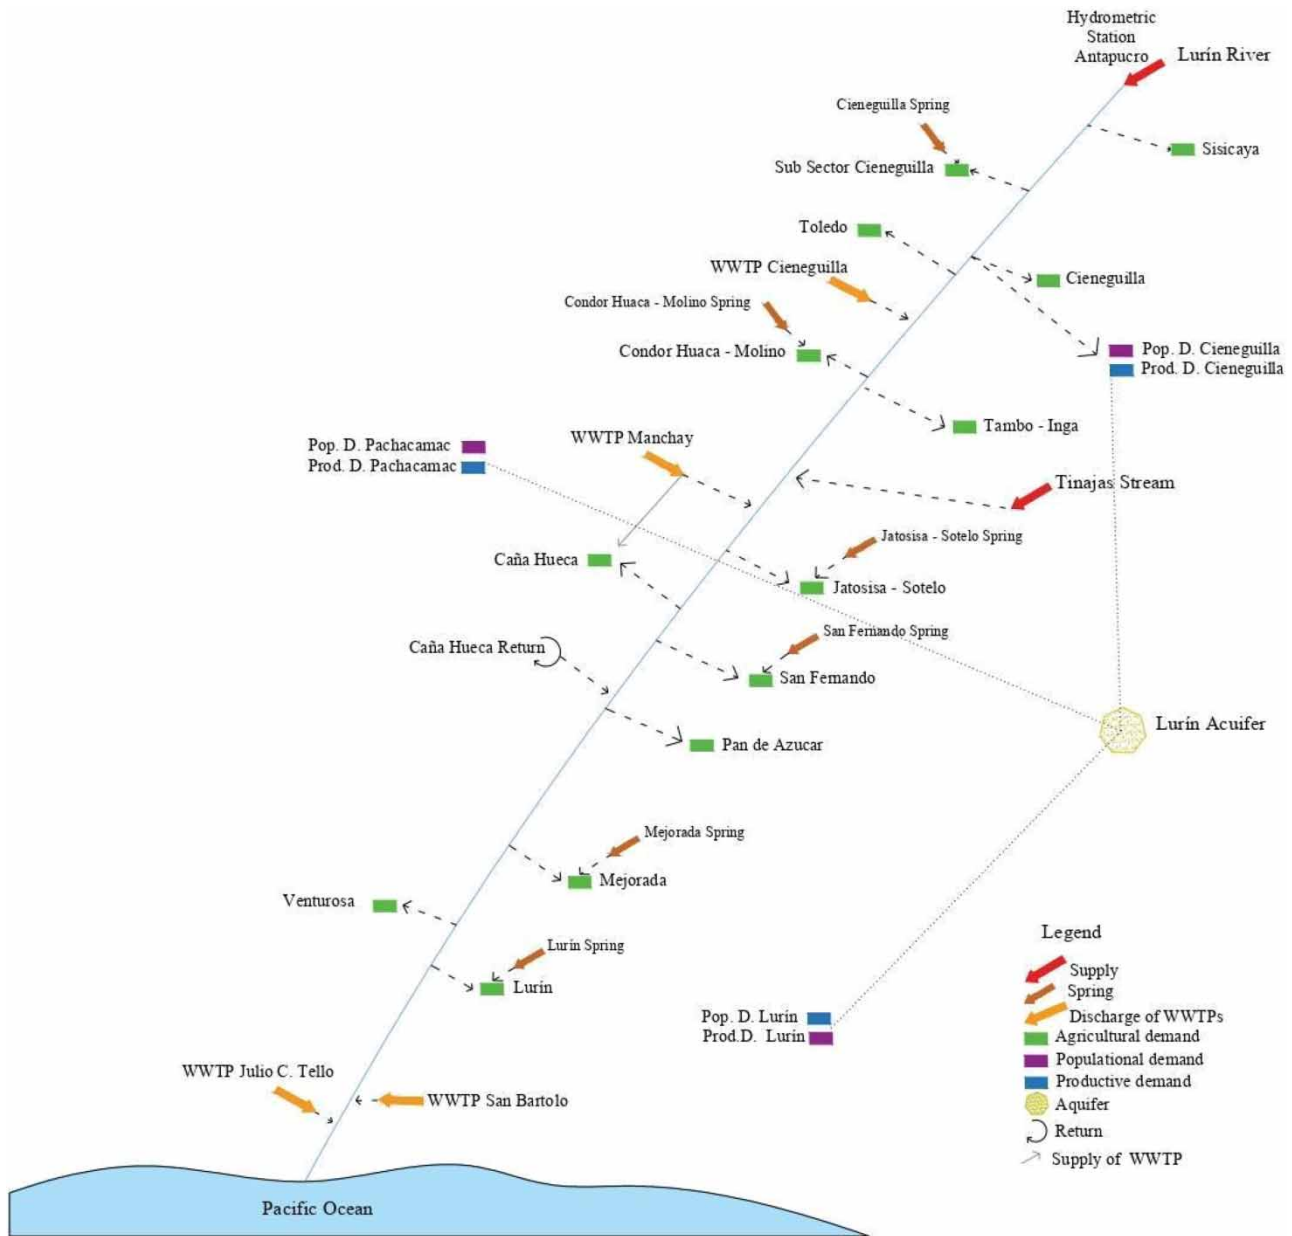 Hydrometric
Station
Antapucro
Lurín River
Cieneguilla Spring
Sisicaya
Sub Sector Cieneguilla
Toledo
WWTP Cieneguilla
Cieneguilla
Condor Huaca - Molino Spring
Condor Huaca - Molino
Pop. D. Cieneguilla
Prod. D. Cieneguilla
Tambo - Inga
WWTP Manchay
Pop. D. Pachacamac
Prod. D. Pachacamac
Tinajas Stream
Jatosisa - Sotelo Spring
Caña Hueca
Jatosisa - Sotelo
San Fernando Spring
Caña Hueca Return
San Fernando
Lurín Acuifer
Pan de Azucar
Mejorada Spring
Mejorada
Venturosa
Lurín Spring
Lurín
Pop. D. Lurín
Prod.D. Lurín
WWTP Julio C. Tello
WWTP San Bartolo
Pacific Ocean
Legend
Supply
Spring
Discharge of WWTPs
Agricultural demand
Populational demand
Productive demand
Aquifer
Return
Supply of WWTP